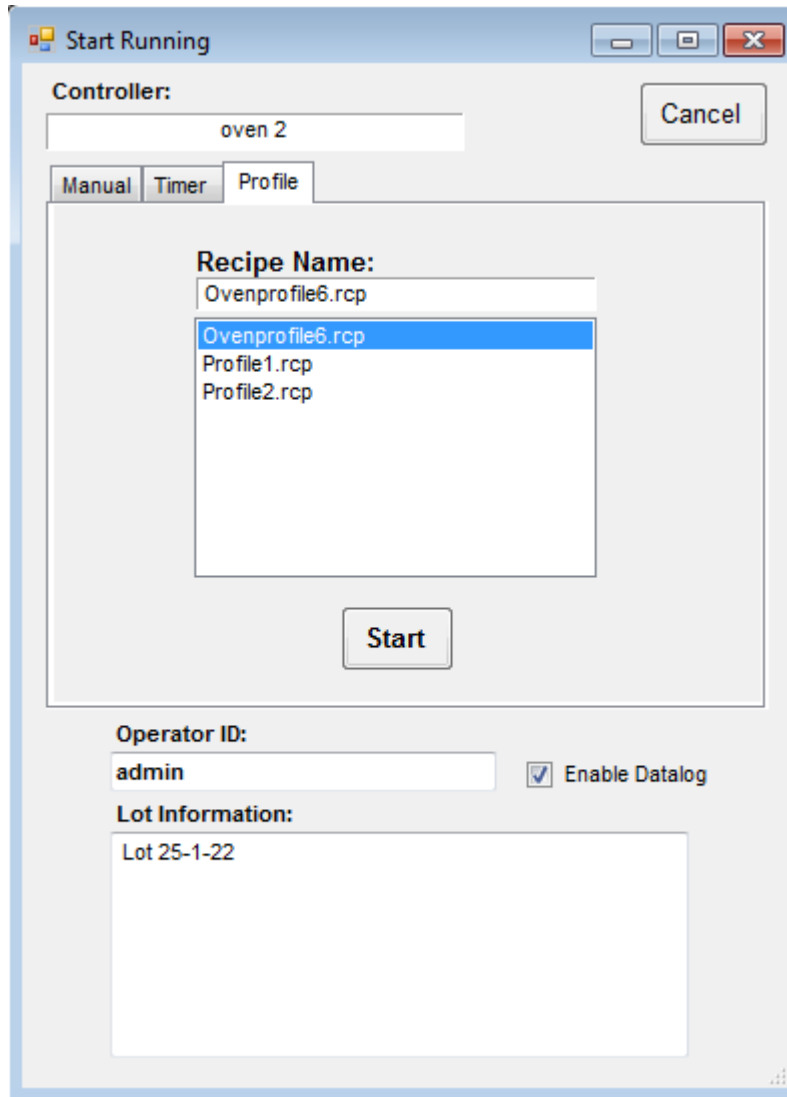 Start Running
Controller:
Cancel
oven 2
Manual Timer Profile
Recipe Name:
Ovenprofile6.rcp
Ovenprofile6.rcp
Profile1.rcp
Profile2.rcp
Start
Operator ID:
admin
Enable Datalog
Lot Information:
Lot 25-1-22